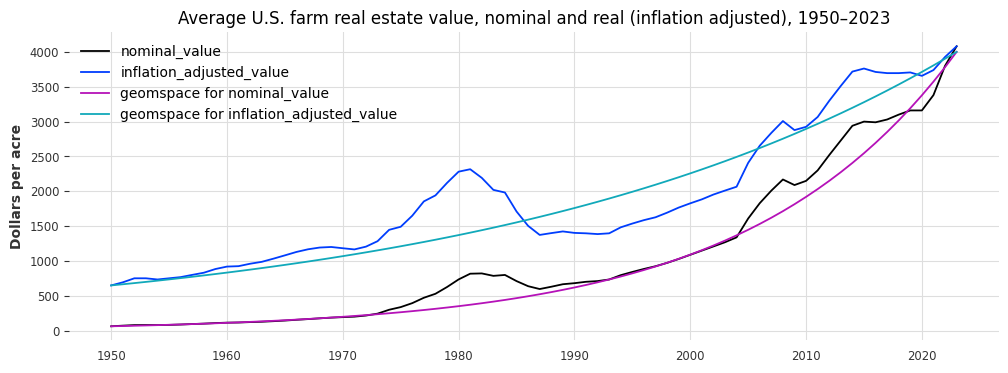 Average U.S. farm real estate value, nominal and real (inflation adjusted), 1950–2023
nominal_value
inflation_adjusted_value
geomspace for nominal_value
geomspace for inflation_adjusted_value
Dollars per acre
4000
3500
3000
2500
2000
1500
1000
500
0
1950 1960 1970 1980 1990 2000 2010 2020